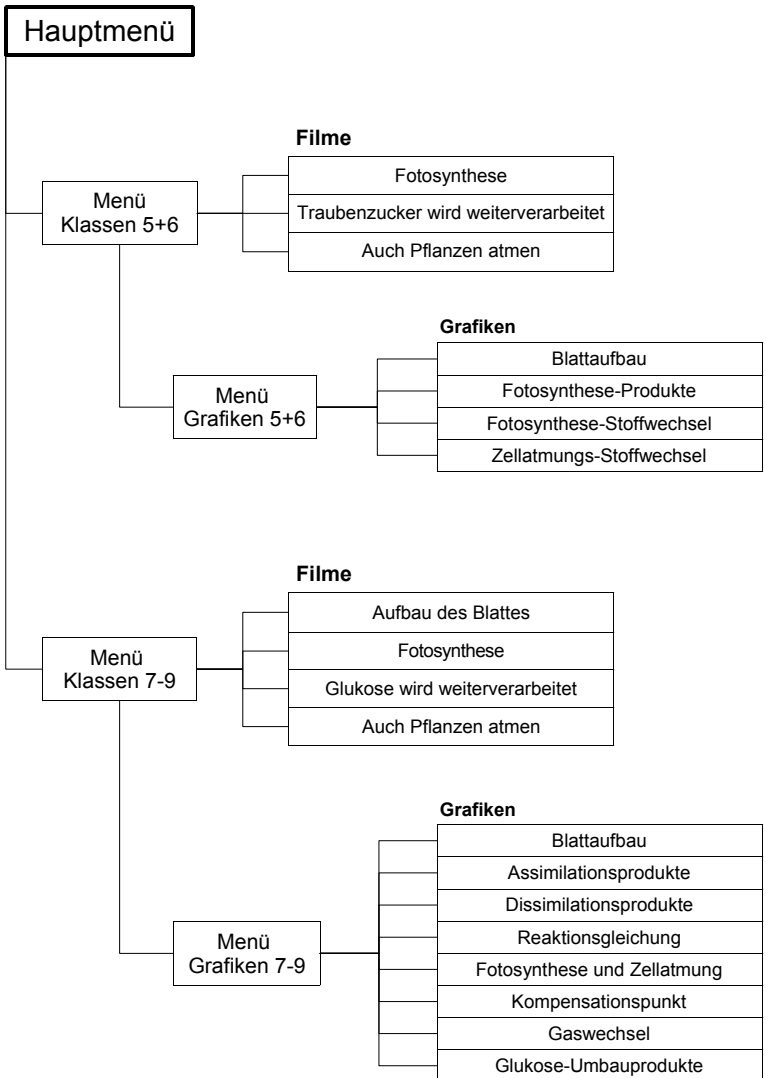 Hauptmenü
Filme
Fotosynthese
Menü
Klassen 5+6
Traubenzucker wird weiterverarbeitet
Auch Pflanzen atmen
Grafiken
Blattaufbau
Menü
Grafiken 5+6
Fotosynthese-Produkte
Fotosynthese-Stoffwechsel
Zellatmungs-Stoffwechsel
Filme
Aufbau des Blattes
Menü
Klassen 7-9
Fotosynthese
Glukose wird weiterverarbeitet
Auch Pflanzen atmen
Grafiken
Blattaufbau
Assimilationsprodukte
Dissimilationsprodukte
Menü
Grafiken 7-9
Reaktionsgleichung
Fotosynthese und Zellatmung
Kompensationspunkt
Gaswechsel
Glukose-Umbauprodukte